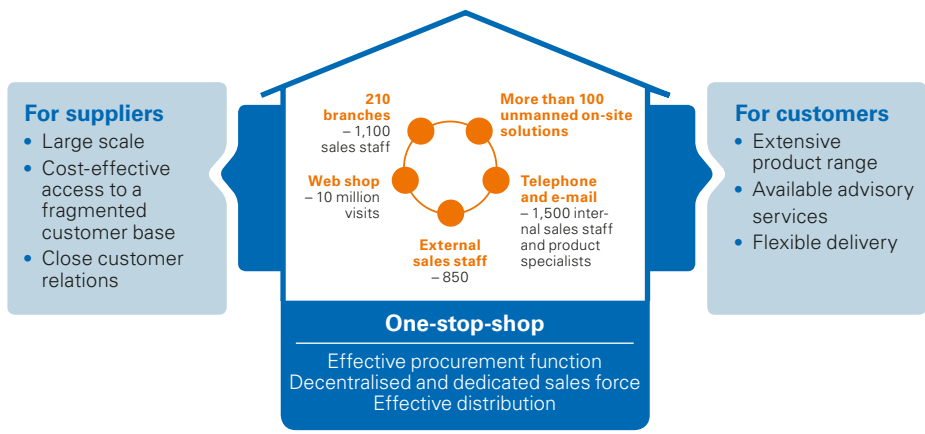 For suppliers
• Large scale
• Cost-effective
access to a
fragmented
customer base
• Close customer
relations
210
branches
– 1,100
sales staff
More than 100
unmanned on-site
solutions
Web shop
– 10 million
visits
Telephone
and e-mail
– 1,500 inter-
nal sales staff
and product
specialists
External
sales staff
– 850
One-stop-shop
Effective procurement function
Decentralised and dedicated sales force
Effective distribution
For customers
• Extensive
product range
• Available advisory
services
• Flexible delivery